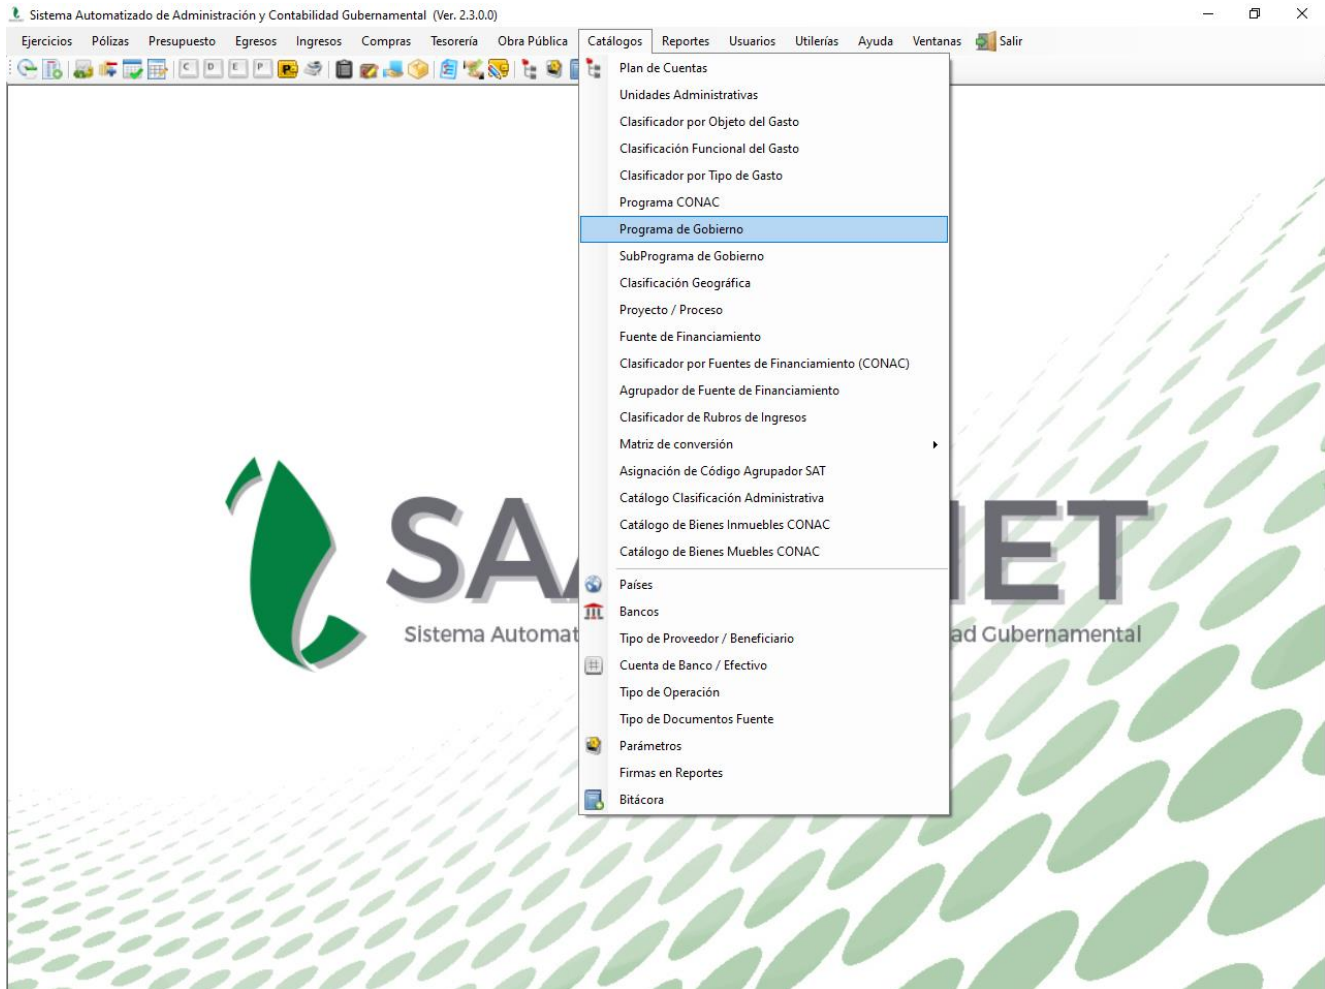 Sistema Automatizado de Administración y Contabilidad Gubernamental (Ver. 2.3.0.0)
Ejercicios Pólizas Presupuesto Egresos Ingresos Compras Tesorería Obra Pública Catálogos Reportes Usuarios Utilerías Ayuda Ventanas Salir
C D E P P
Plan de Cuentas
Unidades Administrativas
Clasificador por Objeto del Gasto
Clasificación Funcional del Gasto
Clasificador por Tipo de Gasto
Programa CONAC
Programa de Gobierno
SubPrograma de Gobierno
Clasificación Geográfica
Proyecto / Proceso
Fuente de Financiamiento
Clasificador por Fuentes de Financiamiento (CONAC)
Agrupador de Fuente de Financiamiento
Clasificador de Rubros de Ingresos
Matriz de conversión
Asignación de Código Agrupador SAT
Catálogo Clasificación Administrativa
Catálogo de Bienes Inmuebles CONAC
Catálogo de Bienes Muebles CONAC
Países
Bancos
Tipo de Proveedor / Beneficiario
Cuenta de Banco / Efectivo
Tipo de Operación
Tipo de Documentos Fuente
Parámetros
Firmas en Reportes
Bitácora
SA ET
Sistema Automat ad Gubernamental